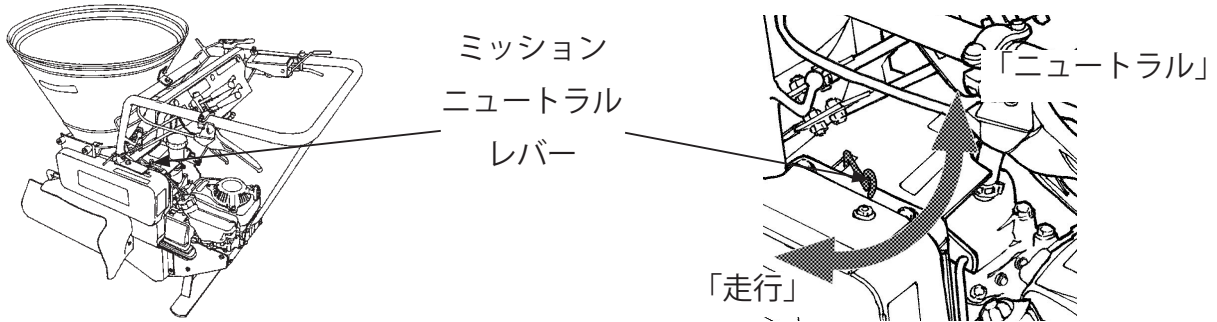 ミッション
ニュートラル
レバー
「ニュートラル」
「走行」